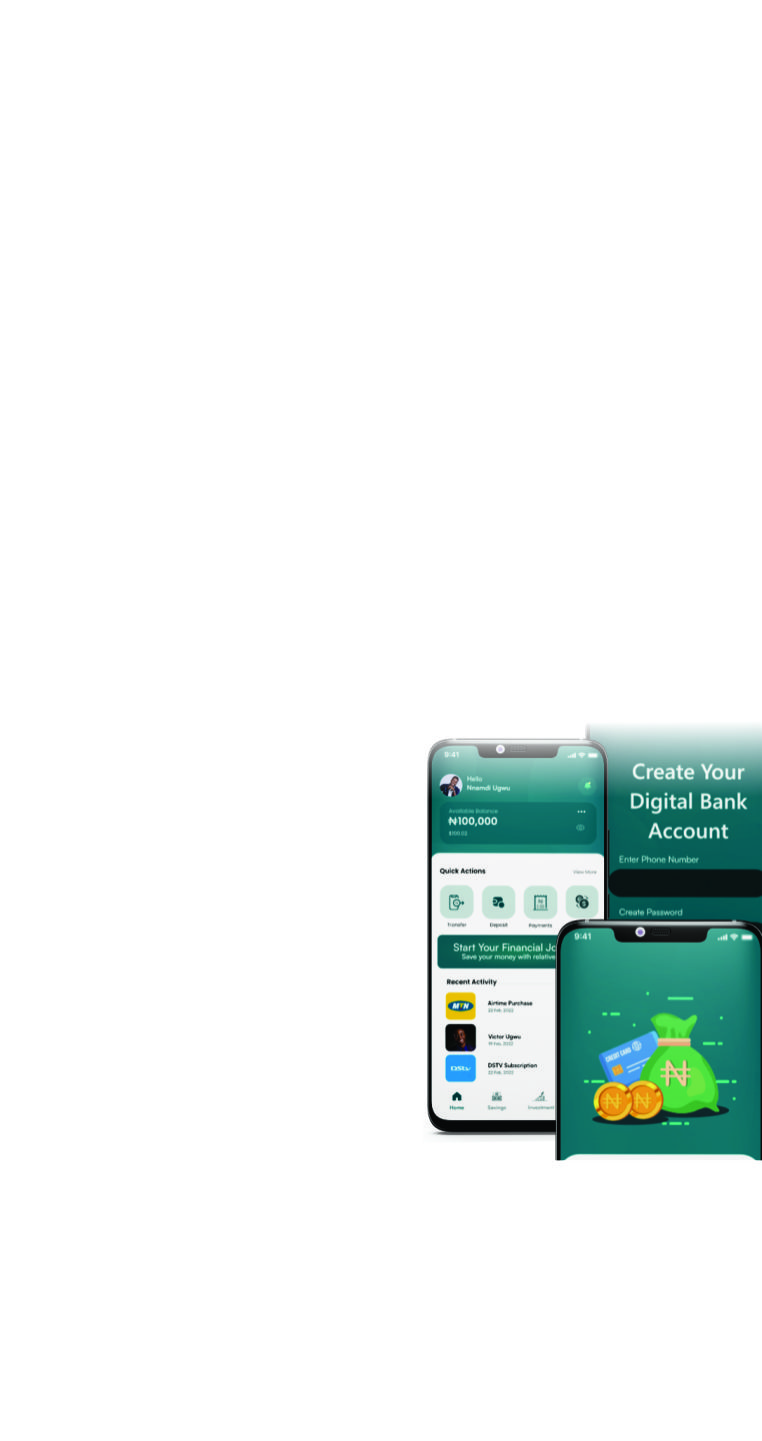 9:41
Hello
Nnamdi Ugwu
Available Balance
₦100,000
$100.02
Quick Actions
View More
Transfer
Deposit
Payments
Start Your Financial Jo
Save your money with relative
Recent Activity
MTN
Airtime Purchase
22 Feb, 2022
Victor Ugwu
19 Feb, 2022
DStv
DSTV Subscription
22 Feb, 2022
Home
Savings
Investment
Create Your
Digital Bank
Account
Enter Phone Number
Create Password
9:41
CREDIT CARD
₦
₦
₦